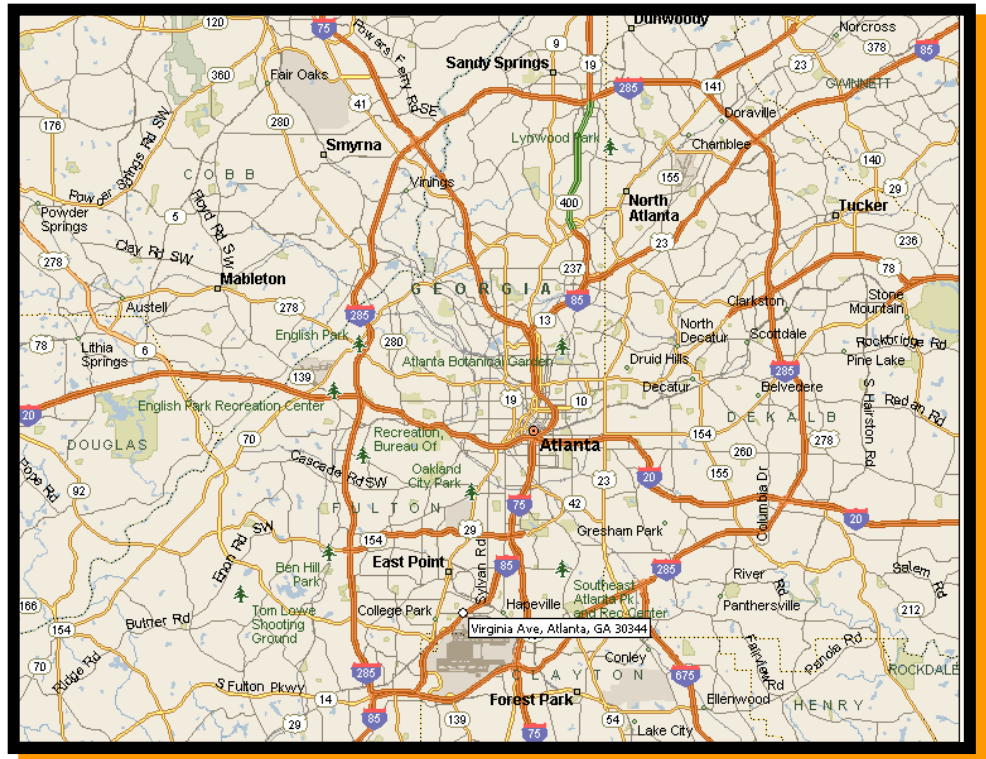 120
75
Powers Ferry Rd
SE
Dunwoody
Norcross
378
85
9
19
23
Sandy Springs
360
Fair Oaks
285
141
GWINNETT
41
176
280
Doraville
Lynwood Park
Chamblee
Smyrna
Powder Springs Rd SW
COBB
Vinings
155
140
29
Floyd Rd SW
400
North
Atlanta
Tucker
Powder
Springs
5
23
236
Clay Rd SW
278
237
78
Mableton
GEORGIA
85
Clarkston
Stone
Mountain
Austell
278
285
13
English Park
280
North
Decatur
Scottdale
Rockbridge Rd
78
Lithia
Springs
6
Atlanta Botanical Garden
Druid Hills
Pine Lake
139
285
Decatur
Belvedere
20
English Park Recreation Center
19
10
S Hairston Rd
Radan Rd
DEKALB
DOUGLAS
70
Recreation,
Bureau Of
Atlanta
154
278
260
Cascade Rd SW
Oakland
City Park
23
20
155
Pope Rd
92
75
42
Columbia Dr
FULTON
20
SW
154
29
Gresham Park
Enon Rd
East Point
Sylvan Rd
85
285
Ben Hill
Park
River
Rd
Salem Rd
166
Tom Lowe
Shooting
Ground
College Park
Hapeville
Southeast
Atlanta Pk
and Rec Center
Panthersville
212
154
Butner Rd
Virginia Ave, Atlanta, GA 30344
70
Ridge Rd
Conley
Fairview Rd
Panola Rd
ROCKDALE
285
CLAYTON
675
S Fulton Pkwy
14
Forest Park
Ellenwood
HENRY
85
29
139
75
54
Lake City